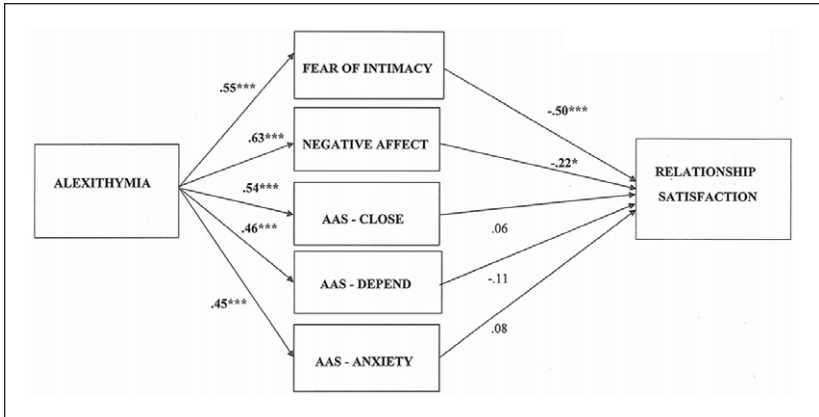 FEAR OF INTIMACY
.55***
-.50***
.63***
NEGATIVE AFFECT
-.22*
ALEXITHYMIA
RELATIONSHIP
SATISFACTION
.54***
AAS - CLOSE
.06
.46***
AAS - DEPEND
-.11
.45***
.08
AAS - ANXIETY